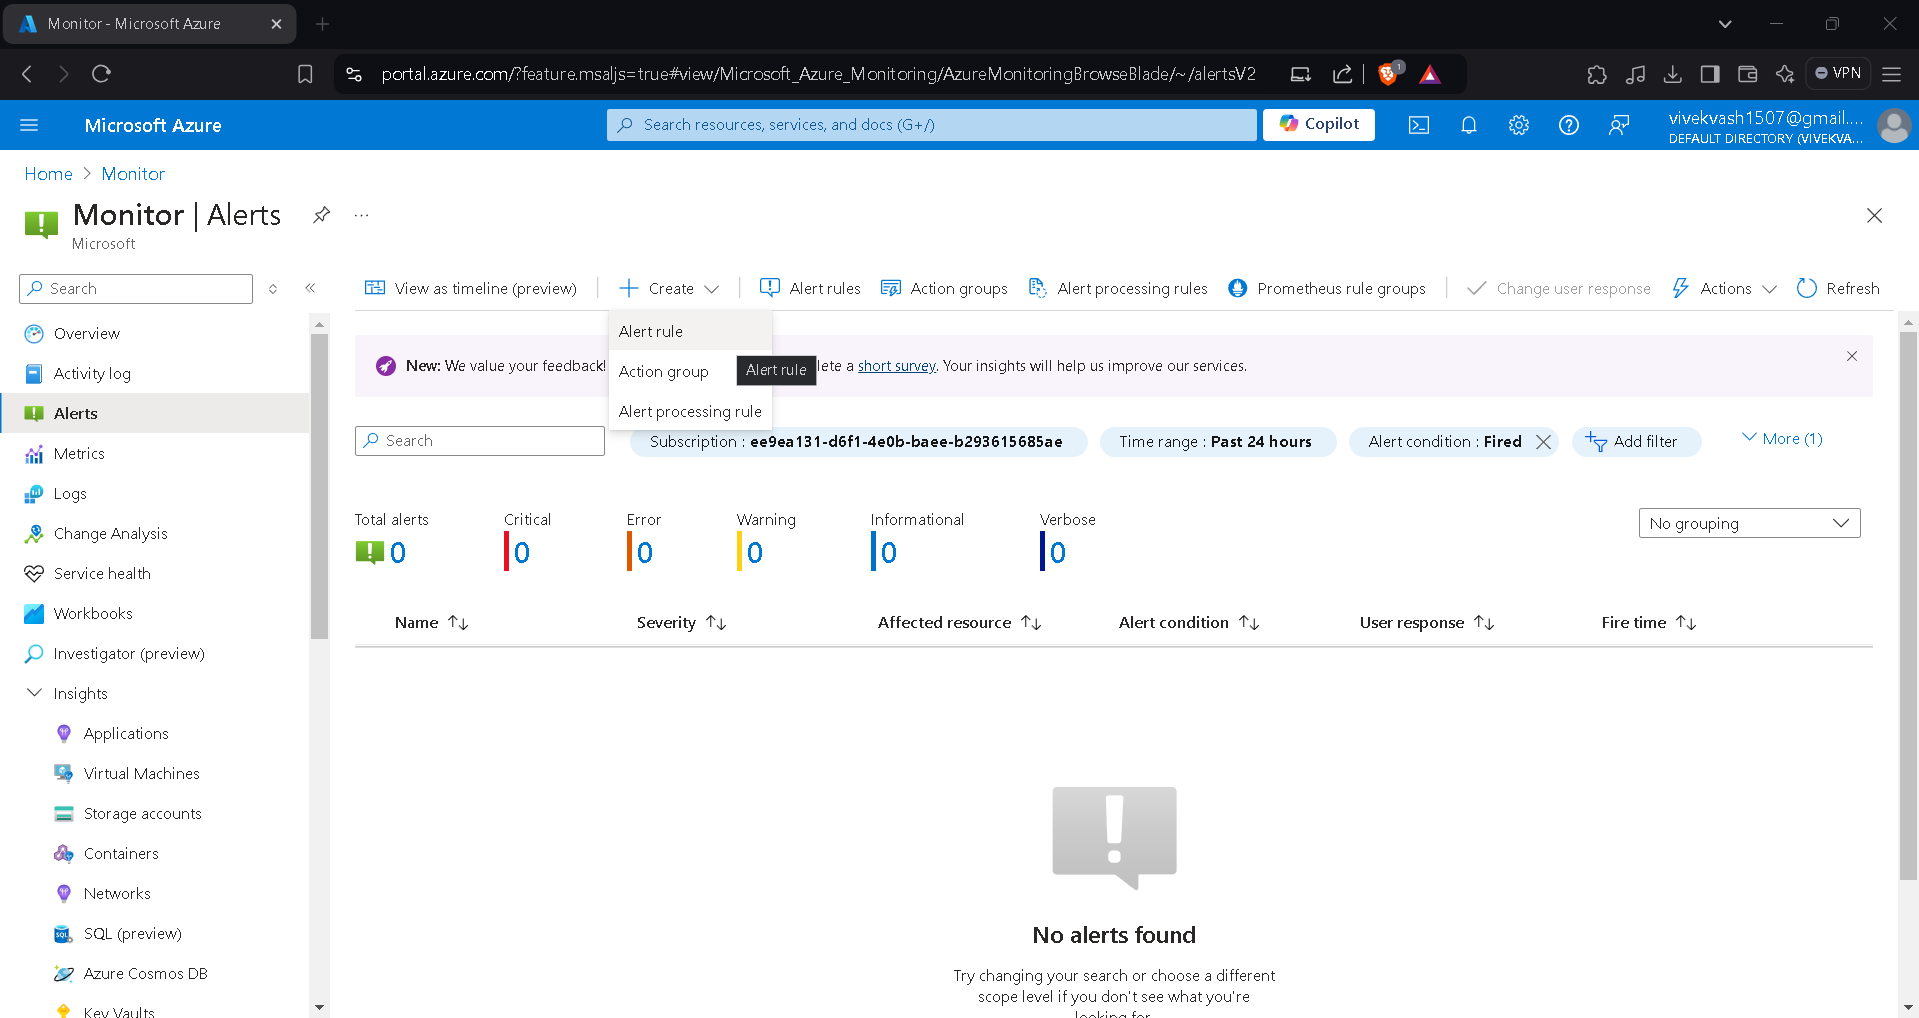 Monitor - Microsoft Azure
portal.azure.com/?feature.msaljs=true#view/Microsoft_Azure_Monitoring/AzureMonitoringBrowseBlade/~/alertsV2
1
VPN
Microsoft Azure
Search resources, services, and docs (G+/)
Copilot
vivekvash1507@gmail....
DEFAULT DIRECTORY (VIVEKVA...
Home > Monitor
Monitor | Alerts
Microsoft
Search
View as timeline (preview)
Create
Alert rules
Action groups
Alert processing rules
Prometheus rule groups
Change user response
Actions
Refresh
Overview
Activity log
Alerts
Metrics
Logs
Change Analysis
Service health
Workbooks
Investigator (preview)
Insights
Applications
Virtual Machines
Storage accounts
Containers
Networks
SQL (preview)
Azure Cosmos DB
Key Vaults
Alert rule
Action group
Alert processing rule
Alert rule
New: We value your feedback!
lete a short survey. Your insights will help us improve our services.
Search
Subscription : ee9ea131-d6f1-4e0b-baee-b293615685ae
Time range : Past 24 hours
Alert condition : Fired
Add filter
More (1)
Total alerts
0
Critical
0
Error
0
Warning
0
Informational
0
Verbose
0
No grouping
Name
Severity
Affected resource
Alert condition
User response
Fire time
No alerts found
Try changing your search or choose a different
scope level if you don't see what you're
looking for.